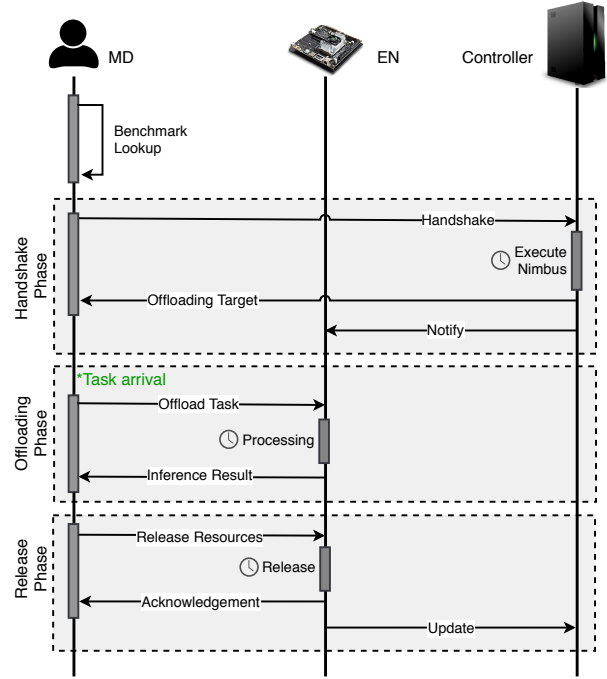 MD
EN
Controller
Benchmark
Lookup
Handshake
Phase
Handshake
Execute
Nimbus
Offloading Target
Notify
Offloading
Phase
*Task arrival
Offload Task
Processing
Inference Result
Release
Phase
Release Resources
Release
Acknowledgement
Update